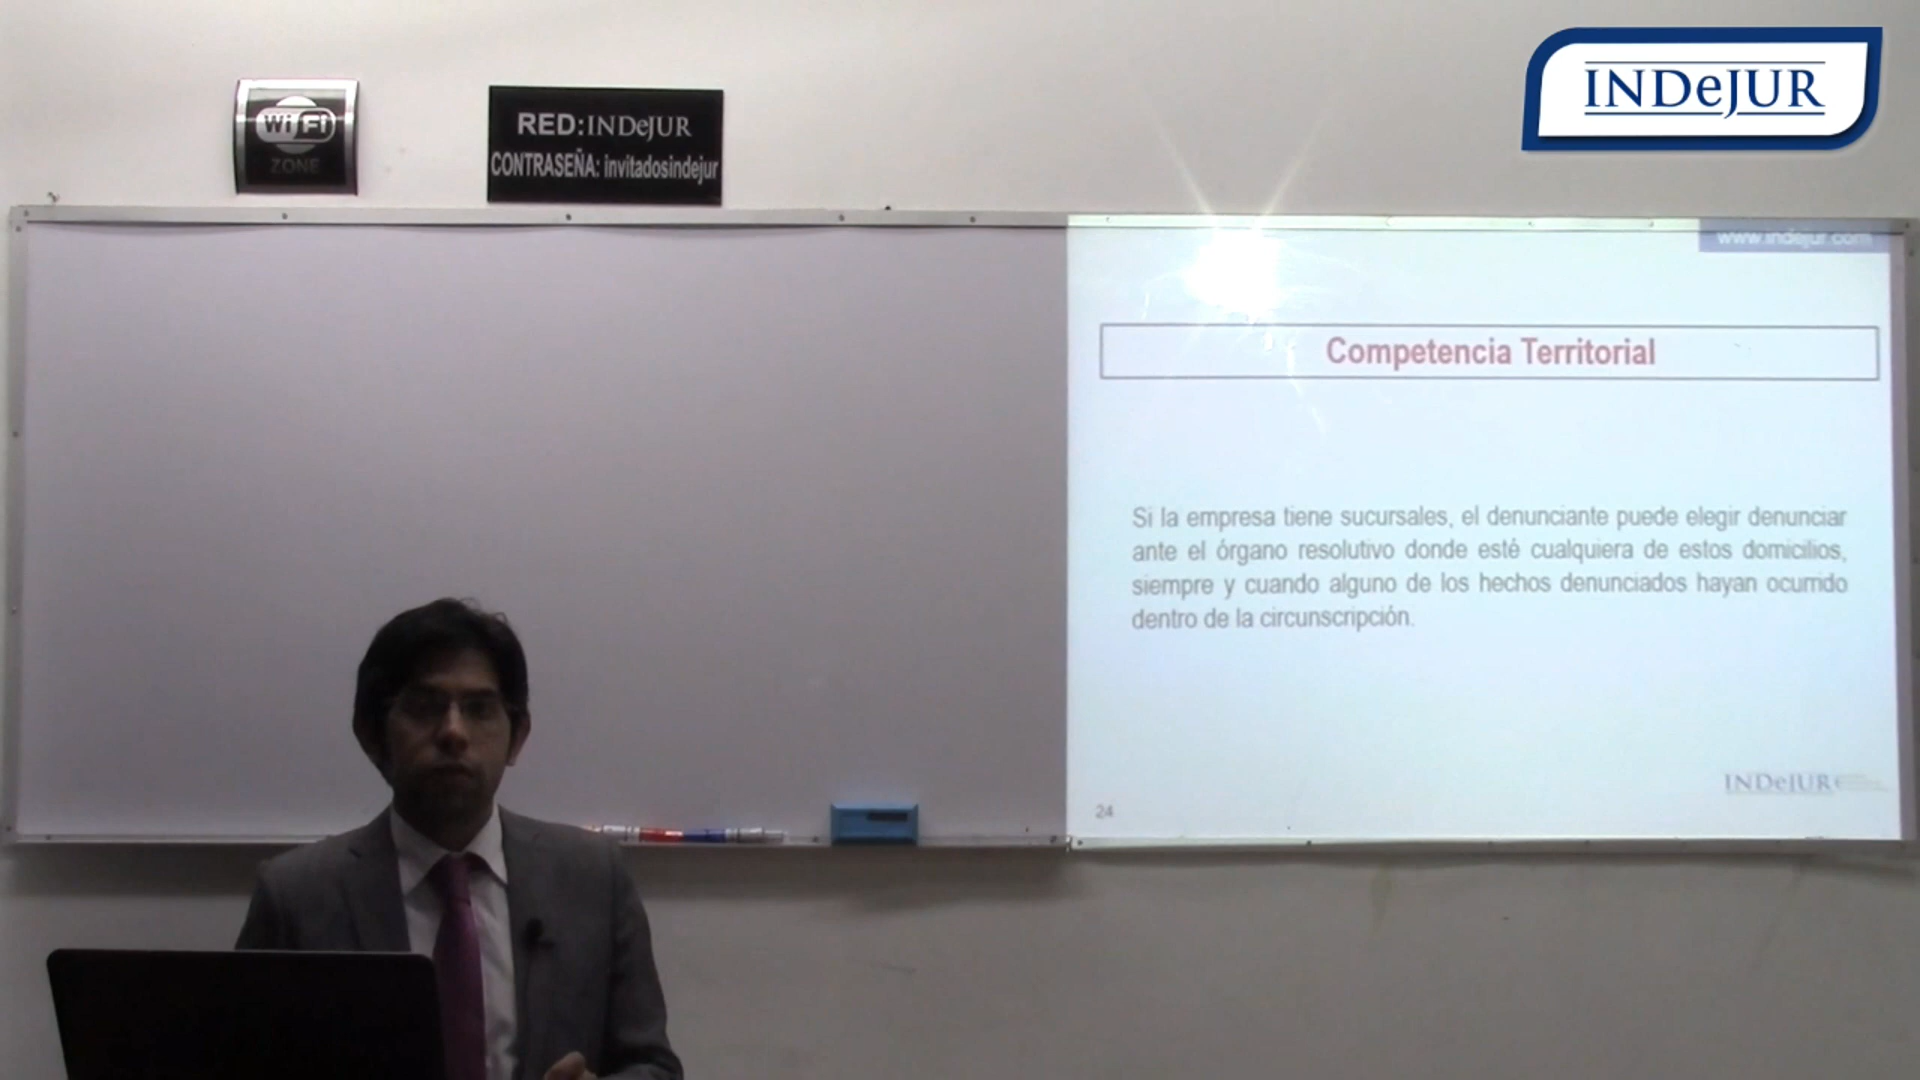 INDeJUR
WiFi
ZONE
RED:INDeJUR
CONTRASEÑA: invitadosindejur
www.indejur.com
Competencia Territorial
Si la empresa tiene sucursales, el denunciante puede elegir denunciar
ante el órgano resolutivo donde esté cualquiera de estos domicilios,
siempre y cuando alguno de los hechos denunciados hayan ocurrido
dentro de la circunscripción.
INDeJUR
24